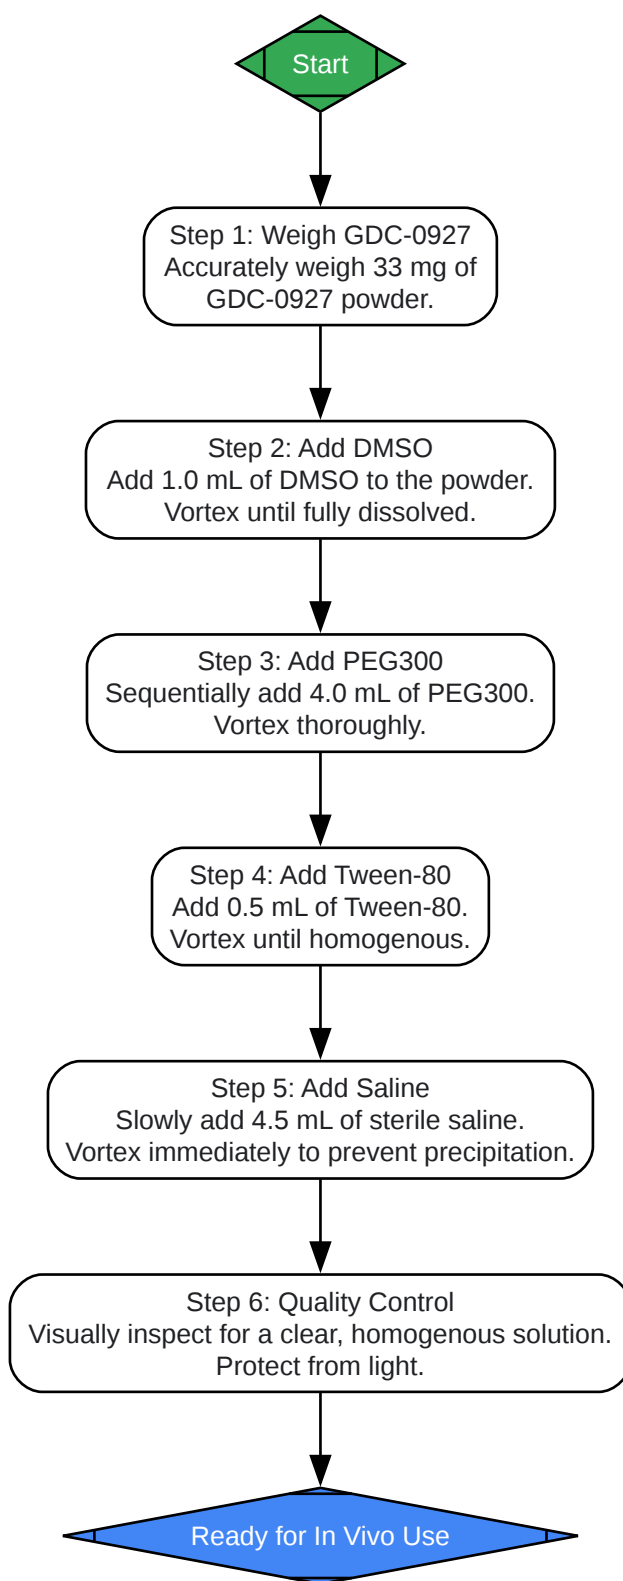 Start
Step 1: Weigh GDC-0927
Accurately weigh 33 mg of
GDC-0927 powder.
Step 2: Add DMSO
Add 1.0 mL of DMSO to the powder.
Vortex until fully dissolved.
Step 3: Add PEG300
Sequentially add 4.0 mL of PEG300.
Vortex thoroughly.
Step 4: Add Tween-80
Add 0.5 mL of Tween-80.
Vortex until homogenous.
Step 5: Add Saline
Slowly add 4.5 mL of sterile saline.
Vortex immediately to prevent precipitation.
Step 6: Quality Control
Visually inspect for a clear, homogenous solution.
Protect from light.
Ready for In Vivo Use